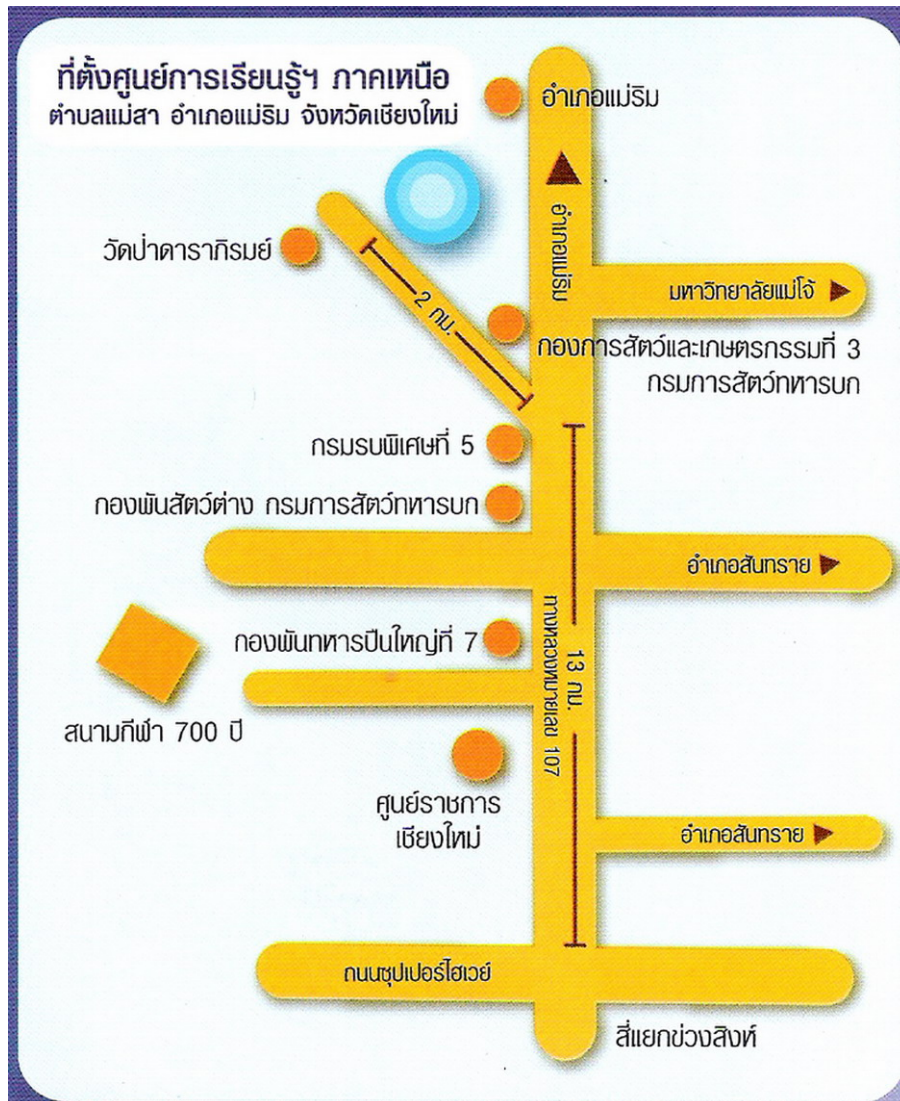 ที่ตั้งศูนย์การเรียนรู้ฯ ภาคเหนือ
ตำบลแม่สา อำเภอแม่ริม จังหวัดเชียงใหม่
อำเภอแม่ริม
อำเภอแม่ริม
วัดป่าดาราภิรมย์
2 กม.
มหาวิทยาลัยแม่โจ้
กองการสัตว์และเกษตรกรรมที่ 3
กรมการสัตว์ทหารบก
กรมรบพิเศษที่ 5
กองพันสัตว์ต่าง กรมการสัตว์ทหารบก
อำเภอสันทราย
กองพันทหารปืนใหญ่ที่ 7
ทางหลวงหมายเลข 107
13 กม.
สนามกีฬา 700 ปี
ศูนย์ราชการ
เชียงใหม่
อำเภอสันทราย
ถนนซุปเปอร์ไฮเวย์
สี่แยกข่วงสิงห์